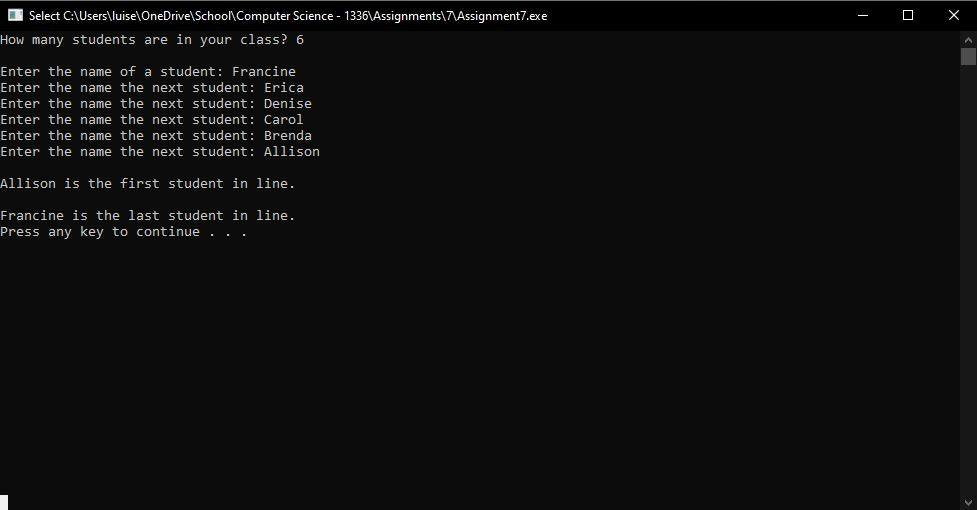 Select C:\Users\luise\OneDrive\School\Computer Science - 1336\Assignments\7\Assignment7.exe
How many students are in your class? 6
Enter the name of a student: Francine
Enter the name the next student: Erica
Enter the name the next student: Denise
Enter the name the next student: Carol
Enter the name the next student: Brenda
Enter the name the next student: Allison
Allison is the first student in line.
Francine is the last student in line.
Press any key to continue . . .